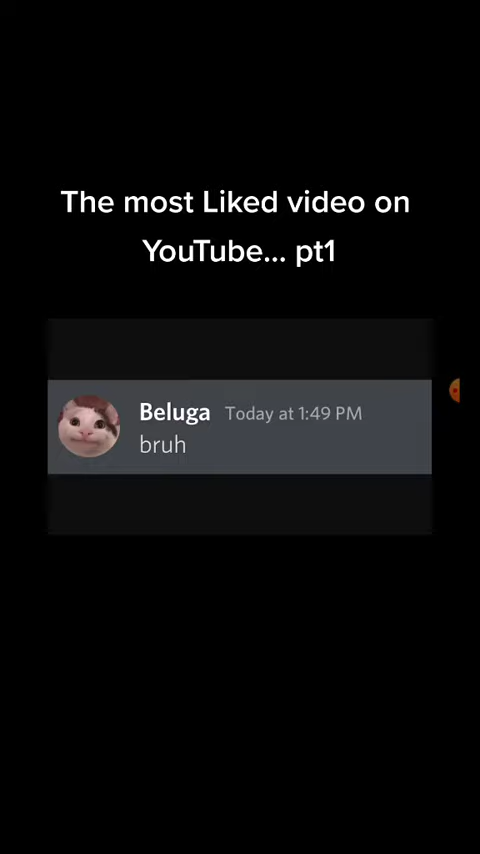 The most Liked video on
YouTube... pt1
Beluga Today at 1:49 PM
bruh